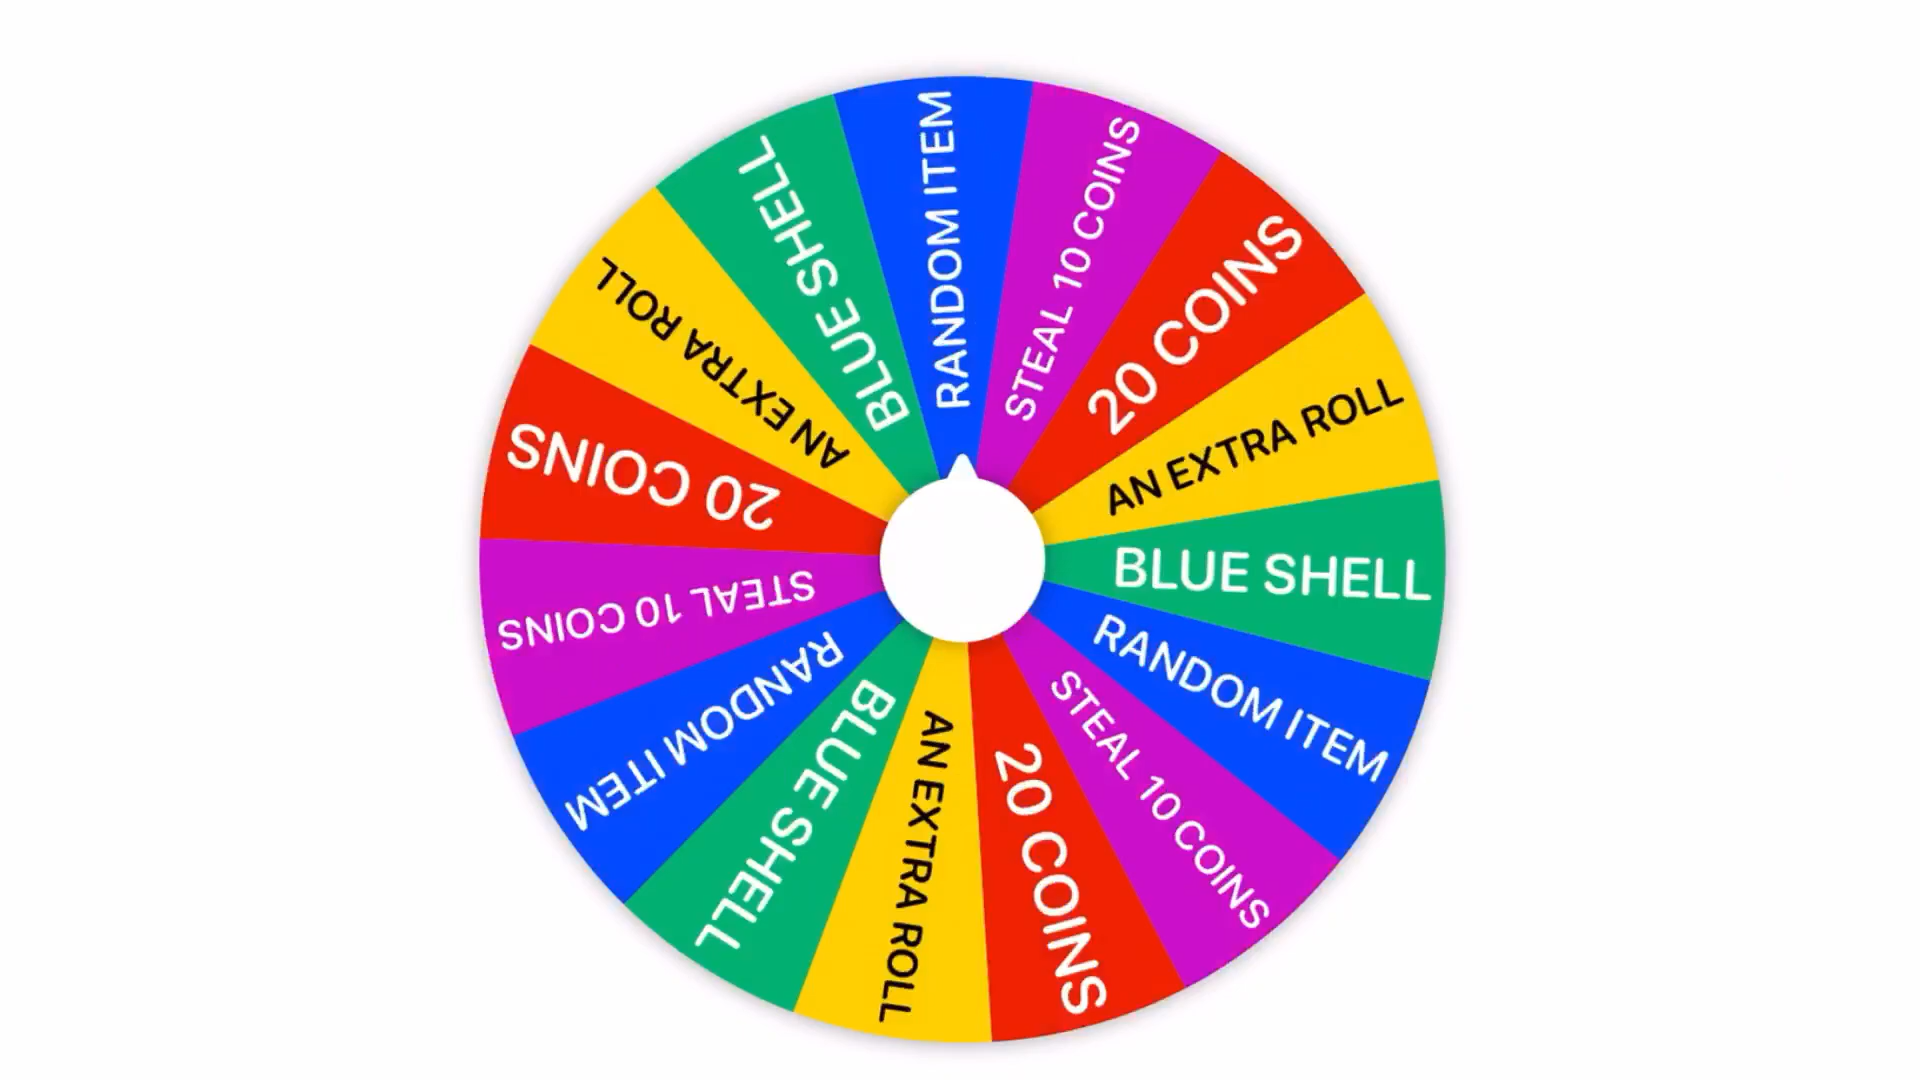 RANDOM ITEM
STEAL 10 COINS
20 COINS
AN EXTRA ROLL
BLUE SHELL
RANDOM ITEM
STEAL 10 COINS
20 COINS
AN EXTRA ROLL
BLUE SHELL
RANDOM ITEM
STEAL 10 COINS
20 COINS
AN EXTRA ROLL
BLUE SHELL